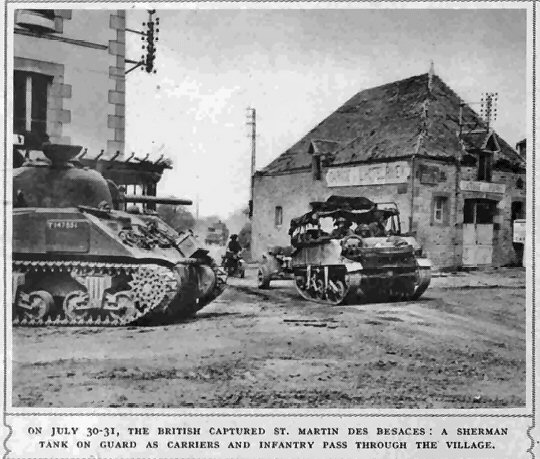 T147385
ON JULY 30-31, THE BRITISH CAPTURED ST. MARTIN DES BESACES: A SHERMAN
TANK ON GUARD AS CARRIERS AND INFANTRY PASS THROUGH THE VILLAGE.